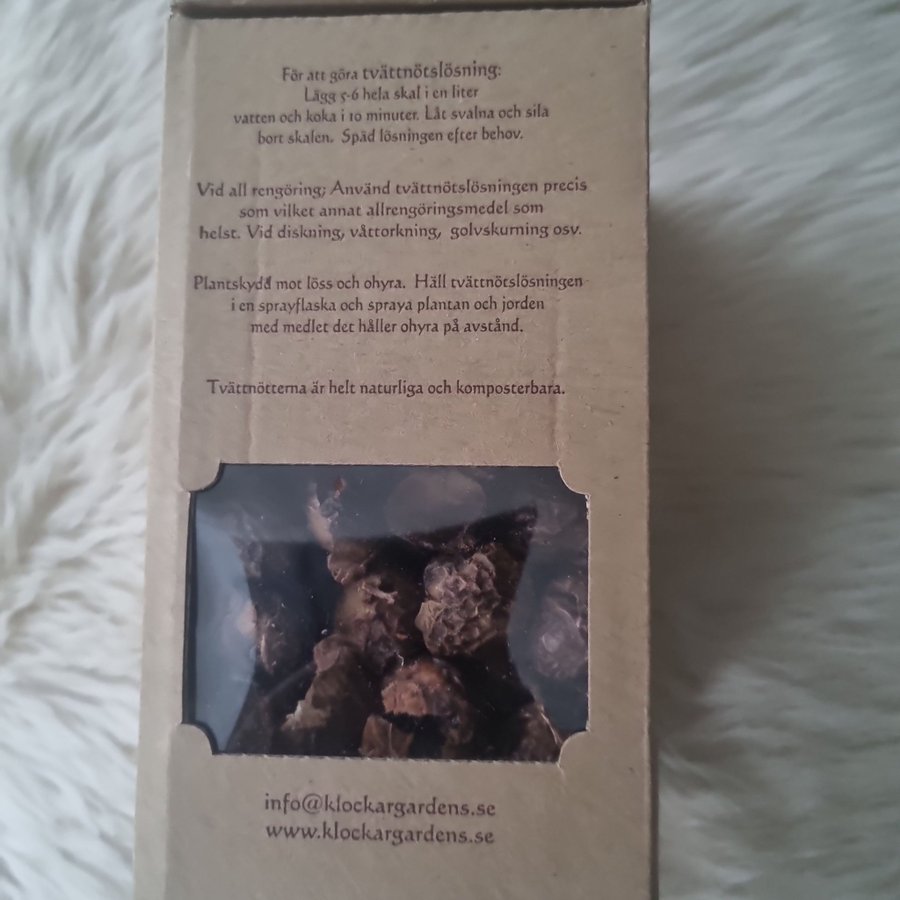 För att göra tvättnötslösning:
Lägg 5-6 hela skal i en liter
vatten och koka i 10 minuter. Låt svalna och sila
bort skalen. Späd lösningen efter behov.
Vid all rengöring; Använd tvättnötslösningen precis
som vilket annat allrengöringsmedel som
helst. Vid diskning, våttorkning, golvskurning osv.
Plantskydd mot löss och ohyra. Häll tvättnötslösningen
i en sprayflaska och spraya plantan och jorden
med medlet det håller ohyra på avstånd.
Tvättnötterna är helt naturliga och komposterbara.
info@klockargardens.se
www.klockargardens.se